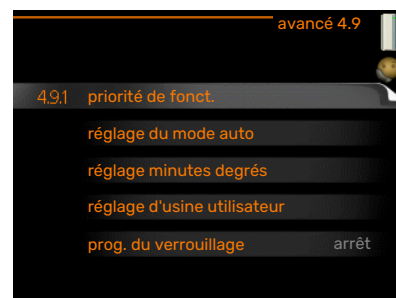 avancé 4.9
4.9.1 priorité de fonct.
réglage du mode auto
réglage minutes degrés
réglage d'usine utilisateur
prog. du verrouillage arrêt